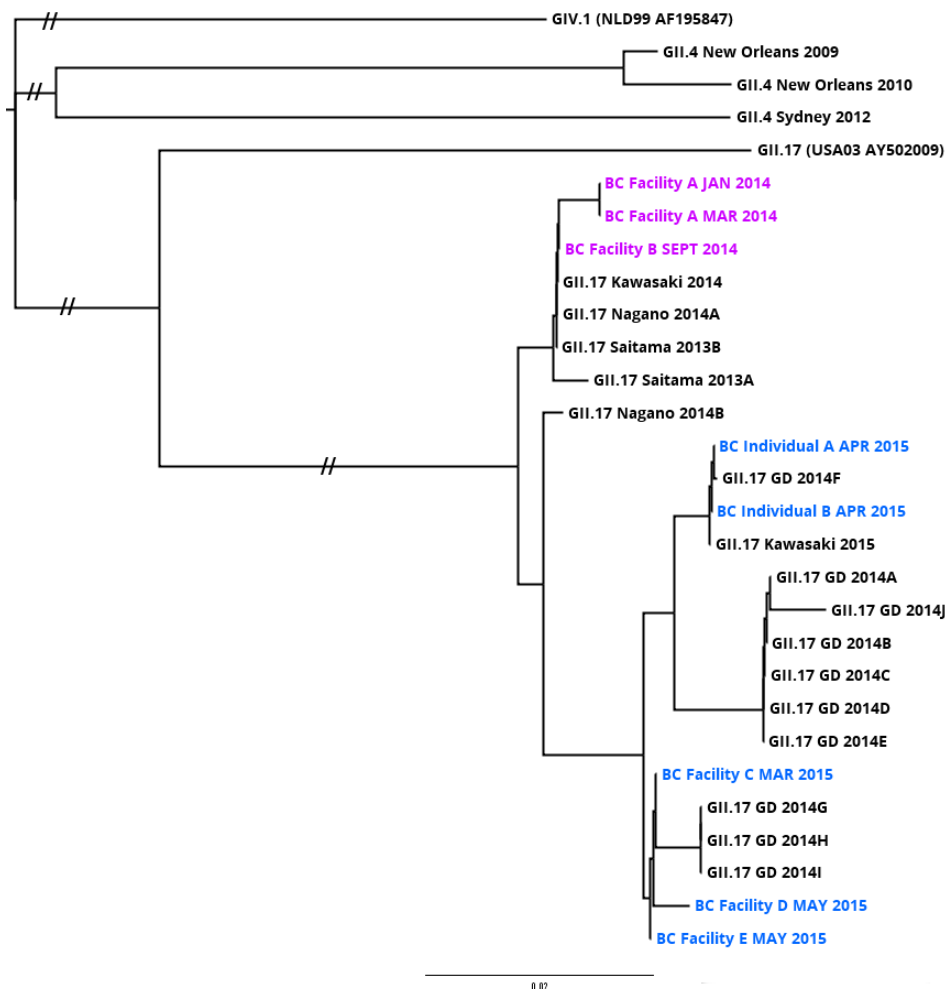 GIV.1 (NLD99 AF195847)
GII.4 New Orleans 2009
GII.4 New Orleans 2010
GII.4 Sydney 2012
GII.17 (USA03 AY502009)
BC Facility A JAN 2014
BC Facility A MAR 2014
BC Facility B SEPT 2014
GII.17 Kawasaki 2014
GII.17 Nagano 2014A
GII.17 Saitama 2013B
GII.17 Saitama 2013A
GII.17 Nagano 2014B
BC Individual A APR 2015
GII.17 GD 2014F
BC Individual B APR 2015
GII.17 Kawasaki 2015
GII.17 GD 2014A
GII.17 GD 2014J
GII.17 GD 2014B
GII.17 GD 2014C
GII.17 GD 2014D
GII.17 GD 2014E
BC Facility C MAR 2015
GII.17 GD 2014G
GII.17 GD 2014H
GII.17 GD 2014I
BC Facility D MAY 2015
BC Facility E MAY 2015
0.02